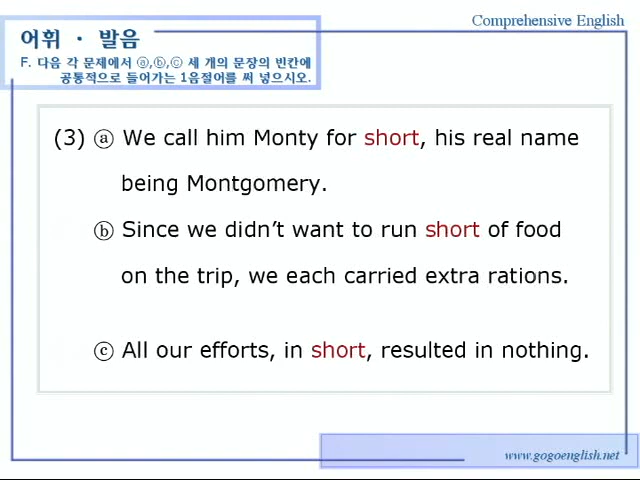 Comprehensive English
어휘 · 발음
F. 다음 각 문제에서 ⓐ,ⓑ,ⓒ 세 개의 문장의 빈칸에
공통적으로 들어가는 1음절어를 써 넣으시오.
(3) ⓐ We call him Monty for short, his real name
being Montgomery.
ⓑ Since we didn’t want to run short of food
on the trip, we each carried extra rations.
ⓒ All our efforts, in short, resulted in nothing.
www.gogoenglish.net